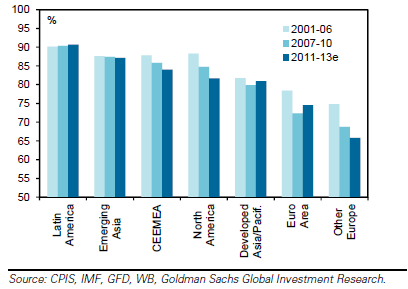 %
2001-06
2007-10
2011-13e
100
95
90
85
80
75
70
65
60
55
50
Latin
America
Emerging
Asia
CEEMEA
North
America
Developed
Asia/Pacif.
Euro
Area
Other
Europe
Source: CPIS, IMF, GFD, WB, Goldman Sachs Global Investment Research.